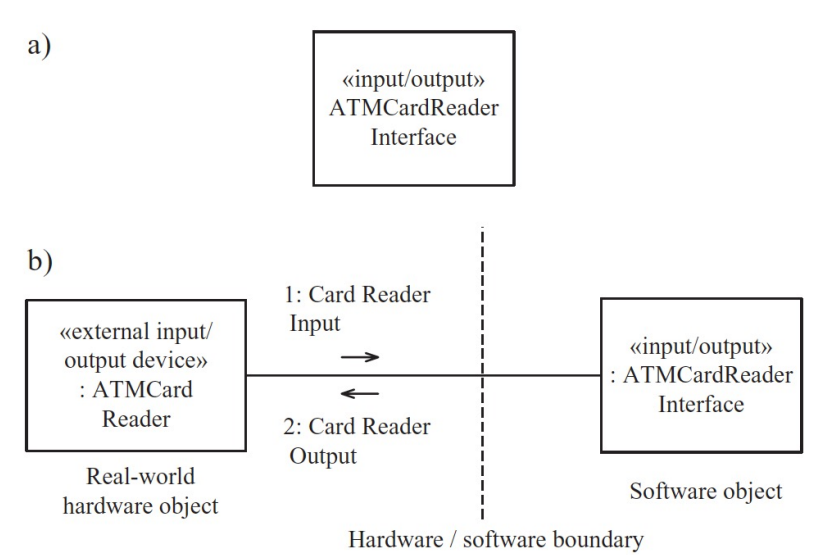 a)
«input/output»
ATMCardReader
Interface
b)
1: Card Reader
Input
«external input/
output device»
: ATMCard
Reader
«input/output»
: ATMCardReader
Interface
2: Card Reader
Output
Real-world
hardware object
Software object
Hardware / software boundary